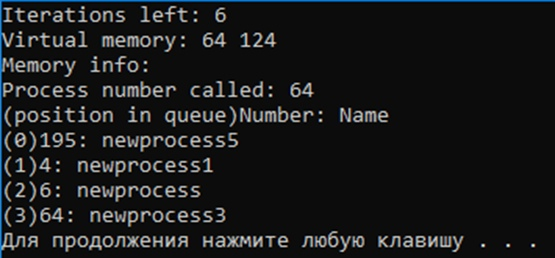 Iterations left: 6
Virtual memory: 64 124
Memory info:
Process number called: 64
(position in queue)Number: Name
(0)195: newprocess5
(1)4: newprocess1
(2)6: newprocess
(3)64: newprocess3
Для продолжения нажмите любую клавишу . . .